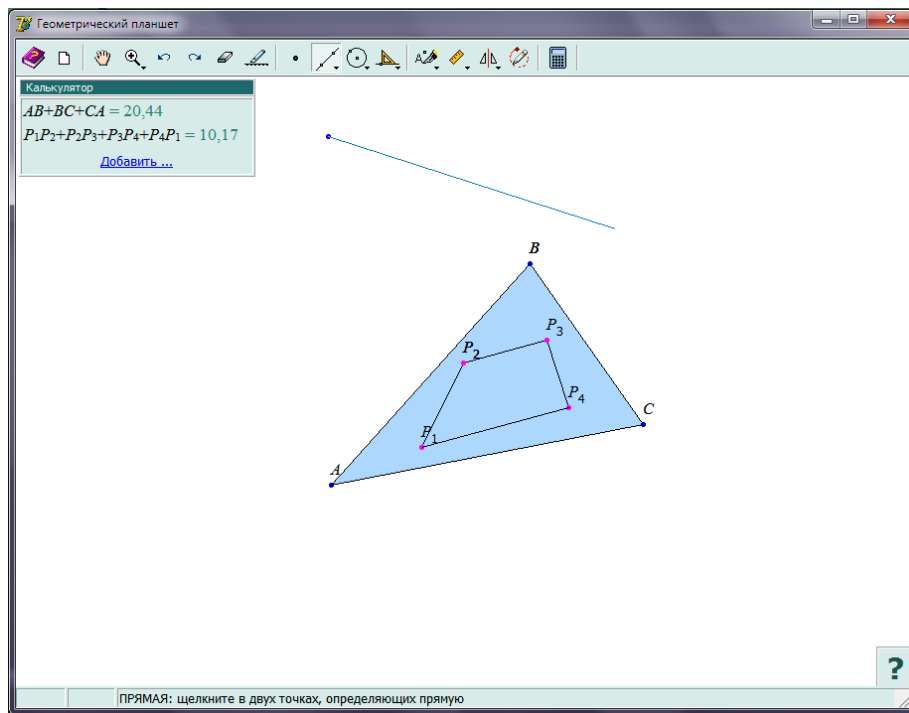 Геометрический планшет
Калькулятор
AB+BC+CA = 20,44
P₁P₂+P₂P₃+P₃P₄+P₄P₁ = 10,17
Добавить ...
B
P₃
P₂
P₄
C
P₁
A
?
ПРЯМАЯ: щелкните в двух точках, определяющих прямую